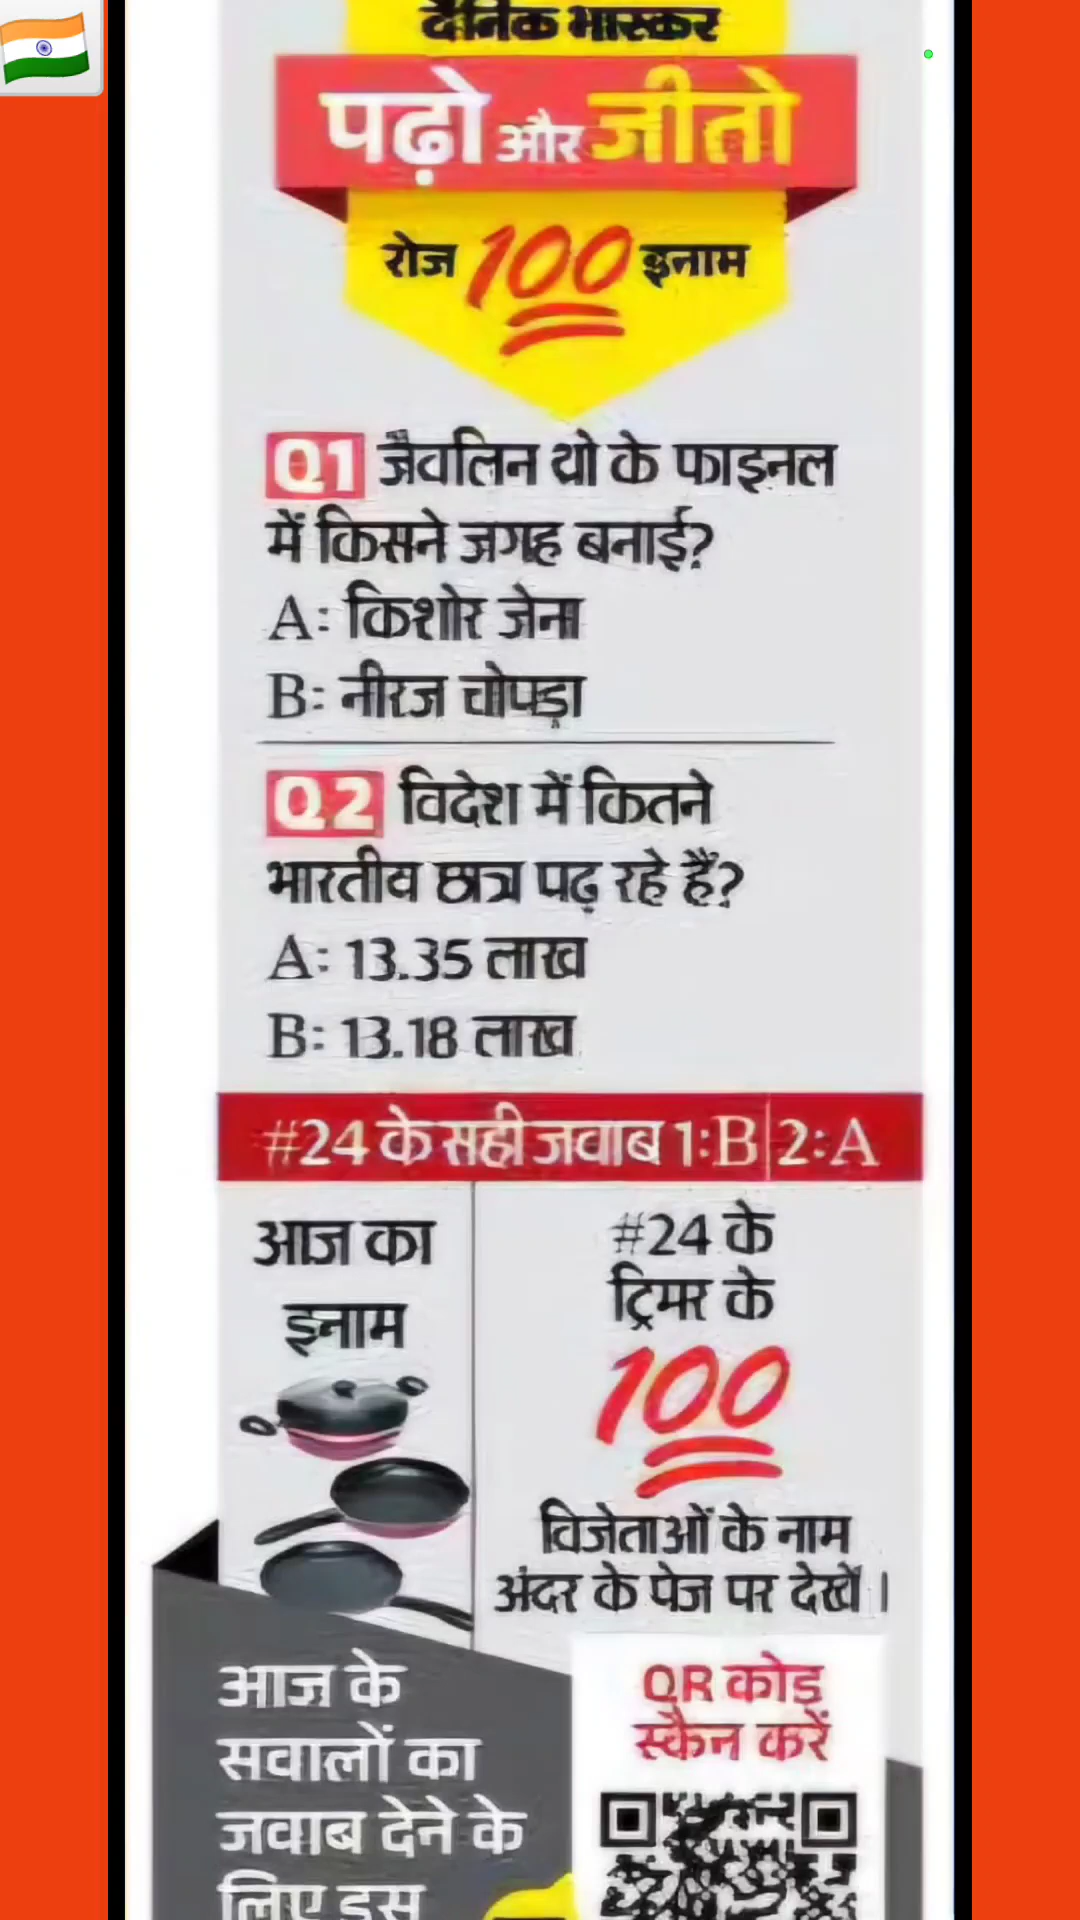 दैनिक भास्कर
पढ़ो और जीतो
रोज 100 इनाम
Q1 जैवलिन थ्रो के फाइनल
में किसने जगह बनाई?
A: किशोर जेना
B: नीरज चोपड़ा
Q2 विदेश में कितने
भारतीय छात्र पढ़ रहे हैं?
A: 13.35 लाख
B: 13.18 लाख
#24 के सही जवाब 1:B 2:A
आज का
इनाम
#24 के
ट्रिमर के
100
विजेताओं के नाम
अंदर के पेज पर देखें।
आज के
सवालों का
जवाब देने के
लिए इस
QR कोड
स्कैन करें